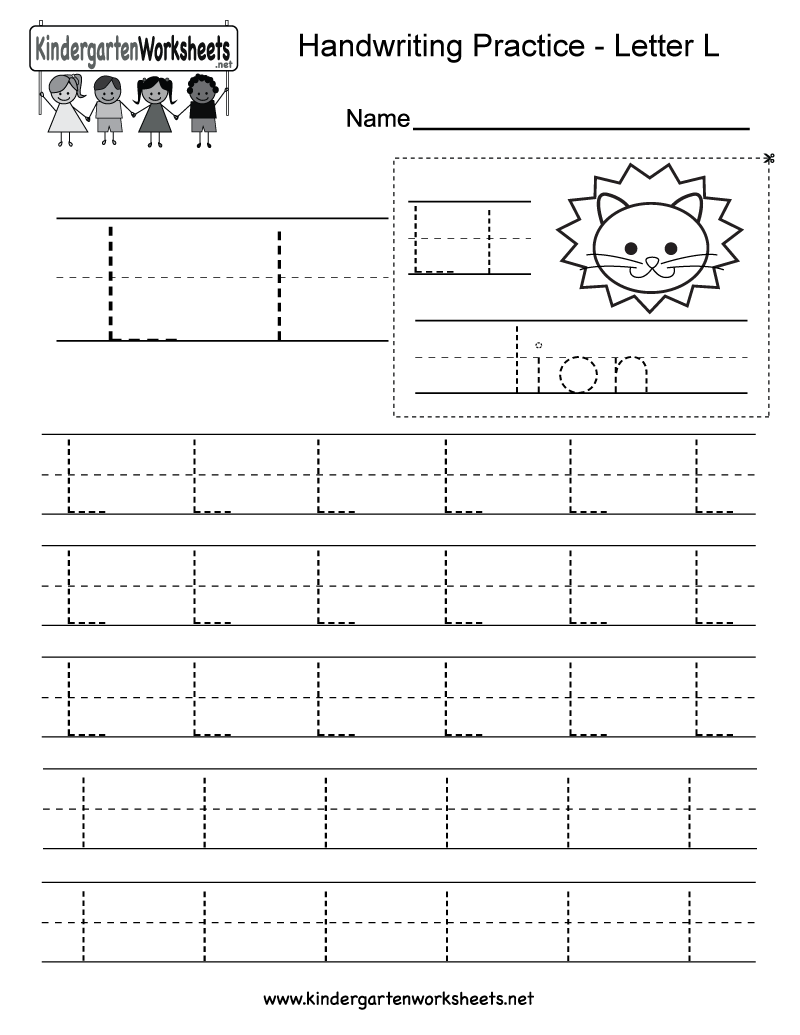 KindergartenWorksheets
.net
Handwriting Practice - Letter L
Name
L l
L l
lion
L L L L L L
L L L L L L
L L L L L L
l l l l l l
l l l l l l
www.kindergartenworksheets.net